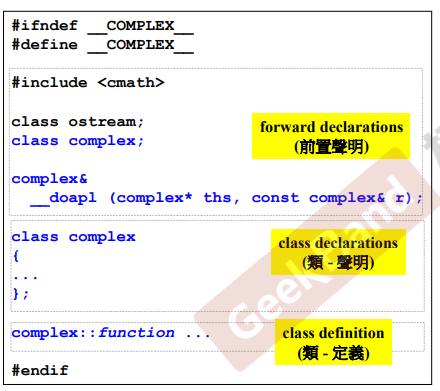 #ifndef __COMPLEX__
#define __COMPLEX__
#include <cmath>
class ostream;
class complex;
forward declarations
(前置聲明)
complex&
__doapl (complex* ths, const complex& r);
class complex
{
...
};
class declarations
(類 - 聲明)
complex::function ...
class definition
(類 - 定義)
#endif
GeekBand